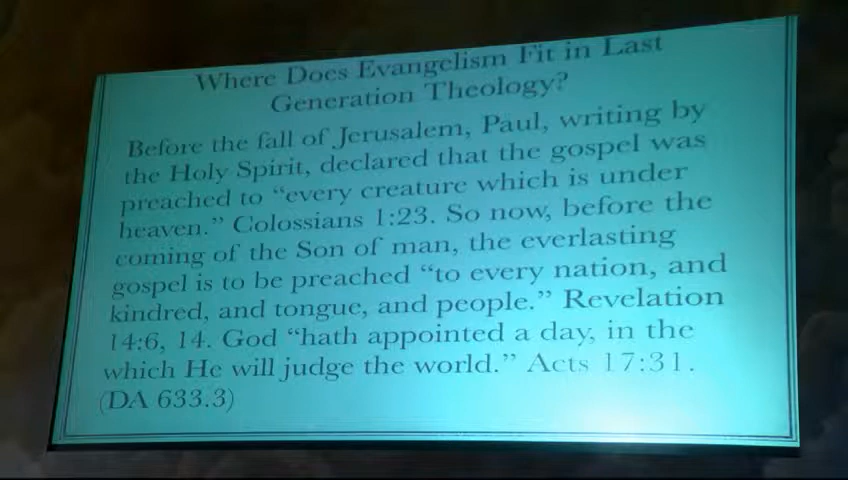 Where Does Evangelism Fit in Last
Generation Theology?
Before the fall of Jerusalem, Paul, writing by
the Holy Spirit, declared that the gospel was
preached to “every creature which is under
heaven.” Colossians 1:23. So now, before the
coming of the Son of man, the everlasting
gospel is to be preached “to every nation, and
kindred, and tongue, and people.” Revelation
14:6, 14. God “hath appointed a day, in the
which He will judge the world.” Acts 17:31.
(DA 633.3)